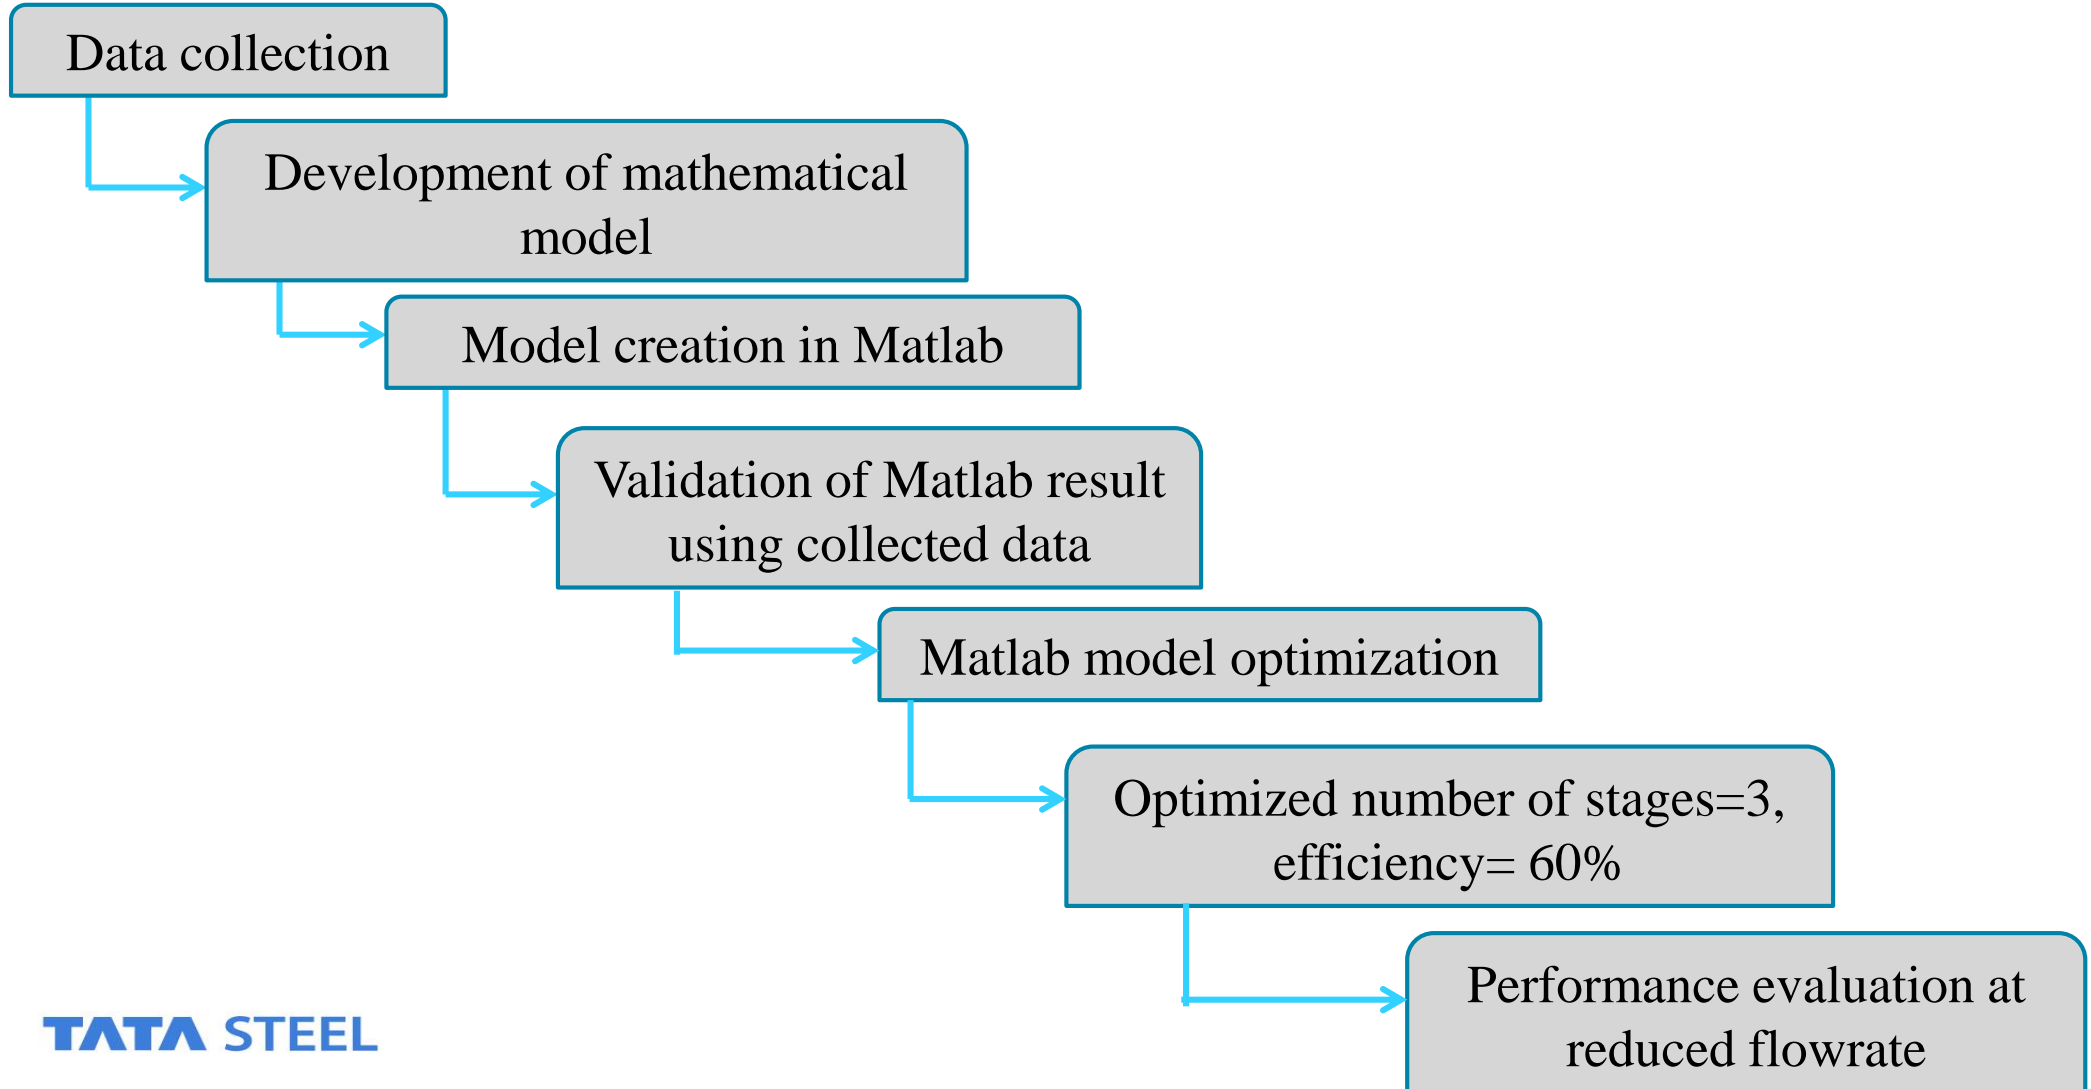 Data collection
Development of mathematical
model
Model creation in Matlab
Validation of Matlab result
using collected data
Matlab model optimization
Optimized number of stages=3,
efficiency= 60%
Performance evaluation at
reduced flowrate
TATA STEEL